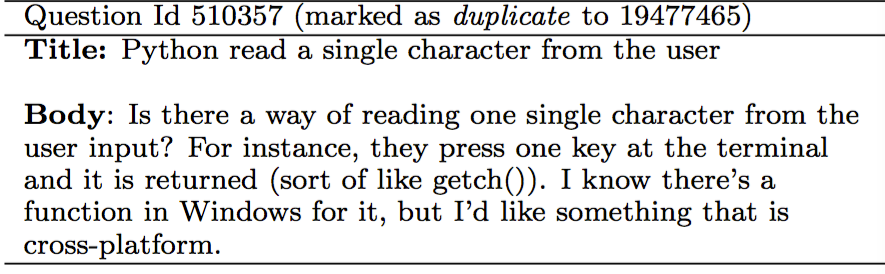 Question Id 510357 (marked as duplicate to 19477465)
Title: Python read a single character from the user
Body: Is there a way of reading one single character from the
user input? For instance, they press one key at the terminal
and it is returned (sort of like getch()). I know there's a
function in Windows for it, but I'd like something that is
cross-platform.